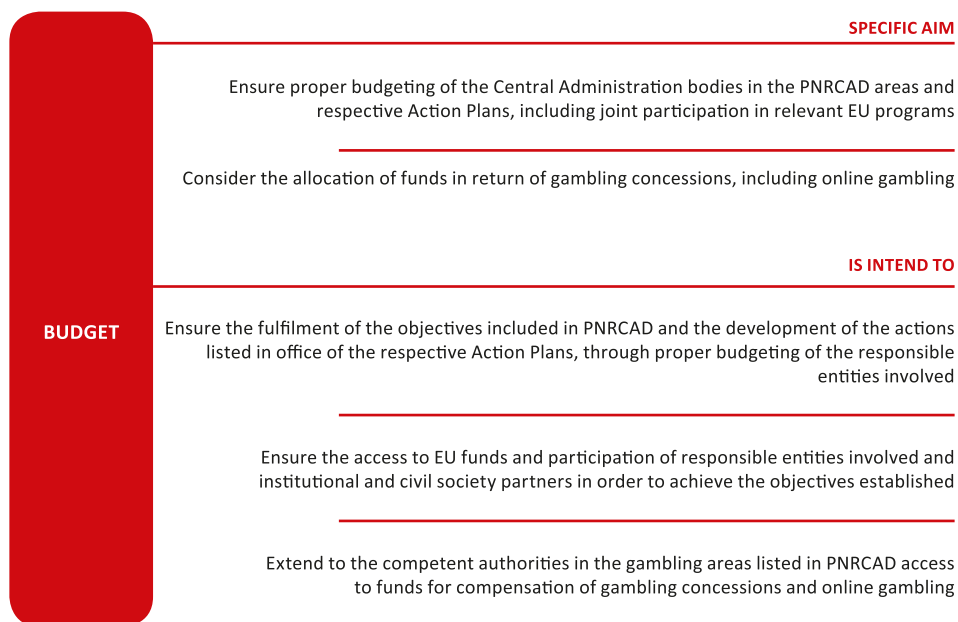 SPECIFIC AIM
Ensure proper budgeting of the Central Administration bodies in the PNRCAD areas and
respective Action Plans, including joint participation in relevant EU programs
Consider the allocation of funds in return of gambling concessions, including online gambling
IS INTEND TO
BUDGET
Ensure the fulfilment of the objectives included in PNRCAD and the development of the actions
listed in office of the respective Action Plans, through proper budgeting of the responsible
entities involved
Ensure the access to EU funds and participation of responsible entities involved and
institutional and civil society partners in order to achieve the objectives established
Extend to the competent authorities in the gambling areas listed in PNRCAD access
to funds for compensation of gambling concessions and online gambling